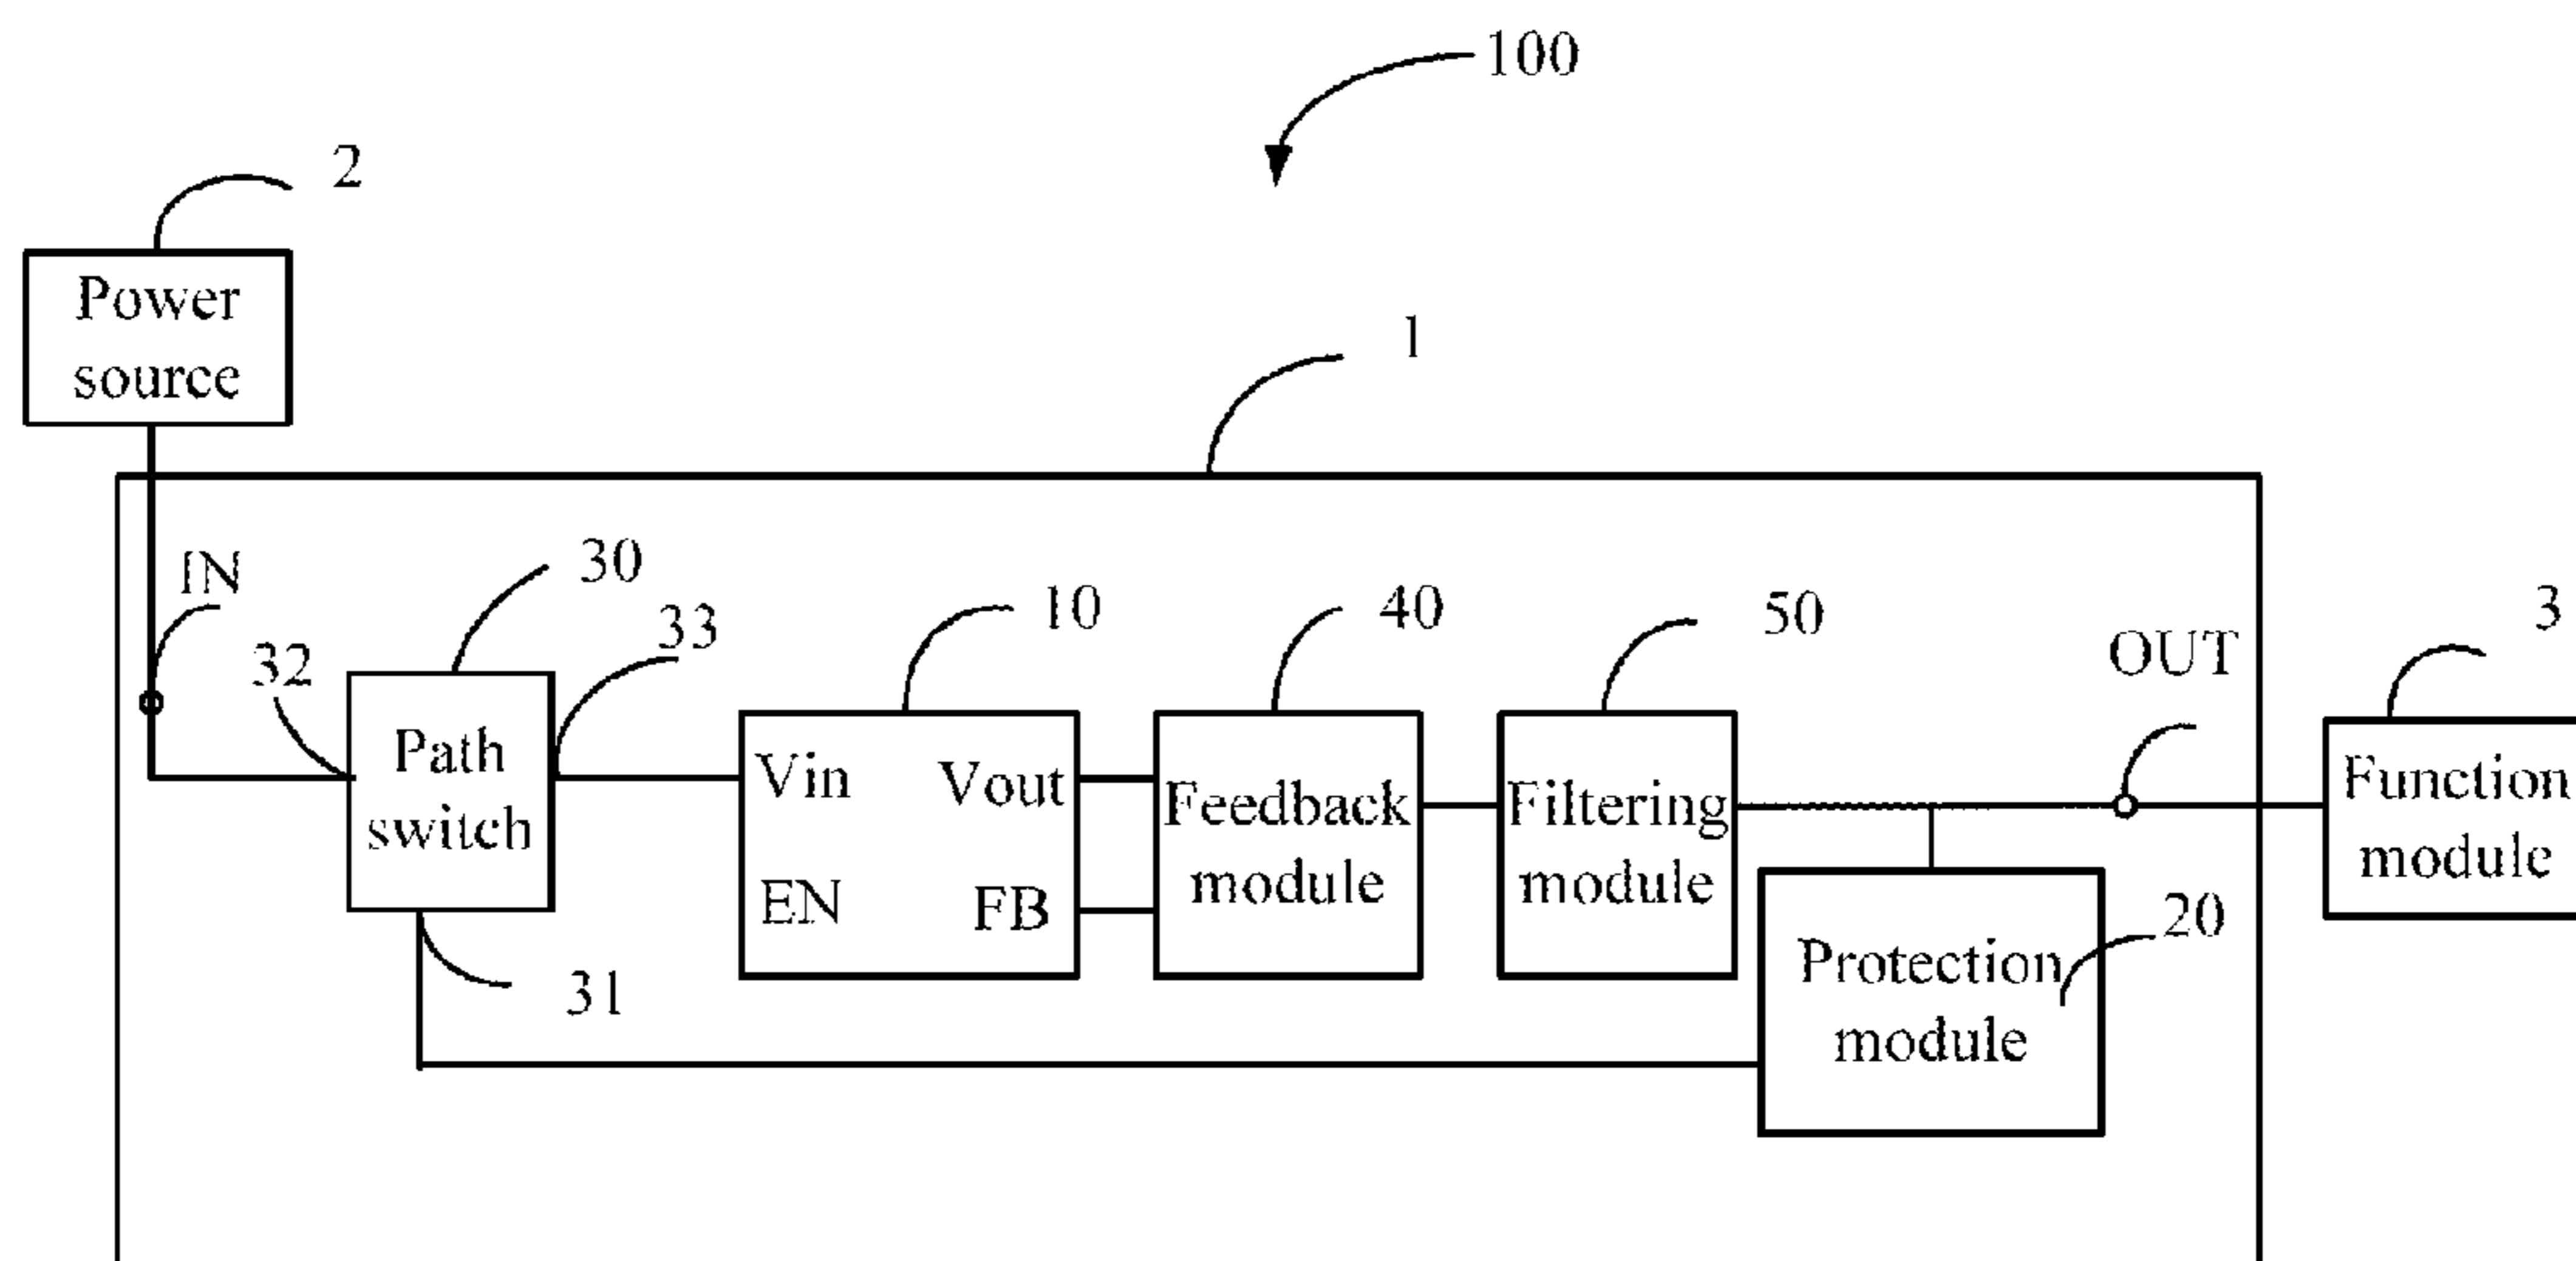 100
2
Power
source
1
IN
30
33
32
10
40
50
OUT
3
Path
switch
Vin
Vout
EN
FB
Feedback
module
Filtering
module
Function
module
20
Protection
module
31